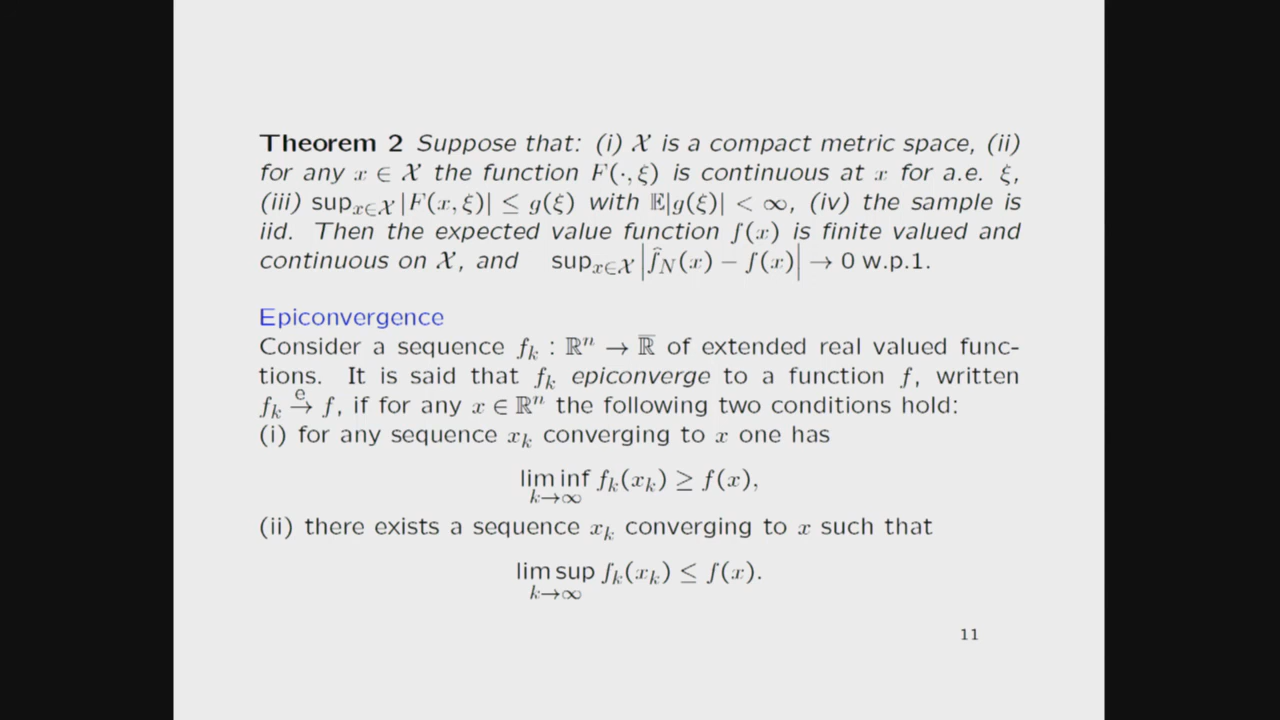 Theorem 2 Suppose that: (i) 𝒳 is a compact metric space, (ii)
for any x ∈ 𝒳 the function F(·, ξ) is continuous at x for a.e. ξ,
(iii) sup_{x∈𝒳} |F(x, ξ)| ≤ g(ξ) with 𝔼|g(ξ)| < ∞, (iv) the sample is
iid. Then the expected value function f(x) is finite valued and
continuous on 𝒳, and sup_{x∈𝒳} |f̂_N(x) − f(x)| → 0 w.p.1.
Epiconvergence
Consider a sequence f_k : ℝⁿ → ℝ̅ of extended real valued func-
tions. It is said that f_k epiconverge to a function f, written
f_k →ᵉ f, if for any x ∈ ℝⁿ the following two conditions hold:
(i) for any sequence x_k converging to x one has
lim inf_{k→∞} f_k(x_k) ≥ f(x),
(ii) there exists a sequence x_k converging to x such that
lim sup_{k→∞} f_k(x_k) ≤ f(x).
11